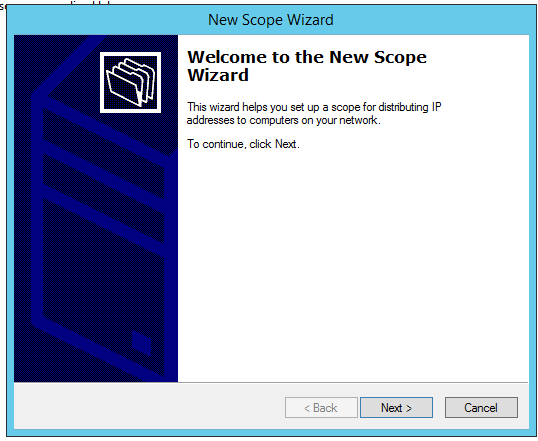 New Scope Wizard
Welcome to the New Scope
Wizard
This wizard helps you set up a scope for distributing IP
addresses to computers on your network.
To continue, click Next.
< Back
Next >
Cancel